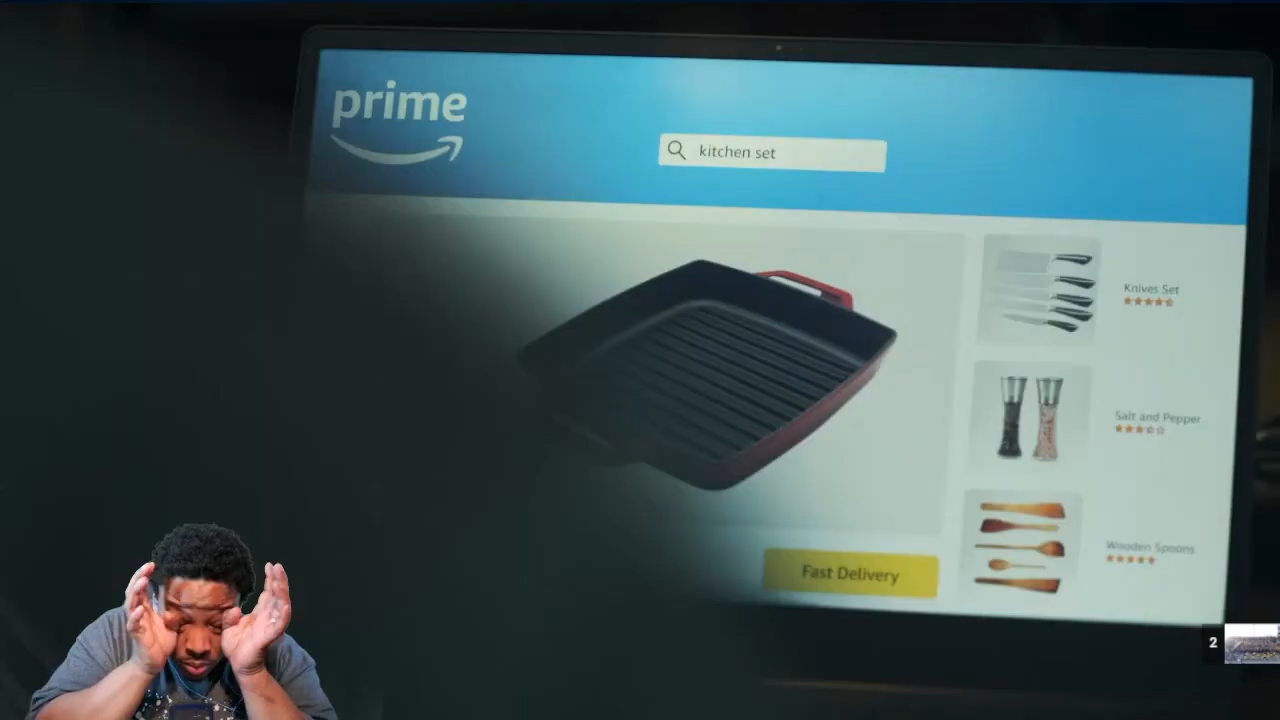 prime
kitchen set
Knives Set
Salt and Pepper
Wooden Spoons
Fast Delivery
2